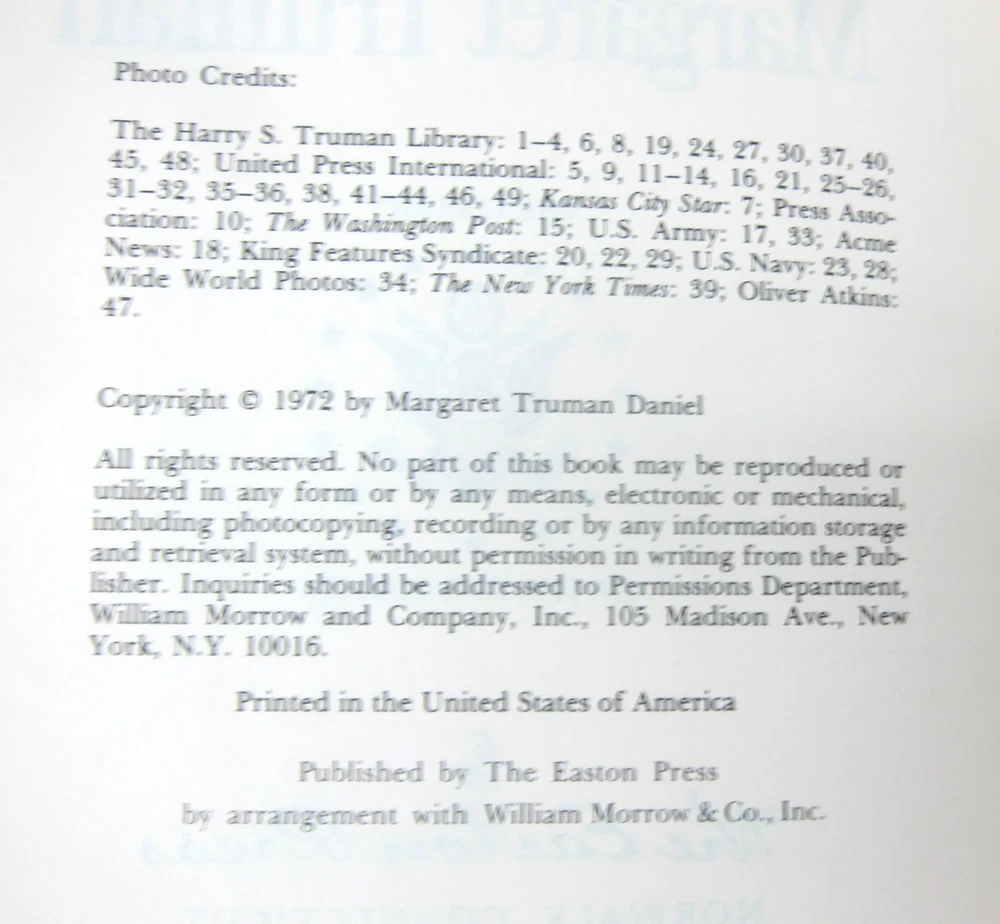 Photo Credits:
The Harry S. Truman Library: 1–4, 6, 8, 19, 24, 27, 30, 37, 40,
45, 48; United Press International: 5, 9, 11–14, 16, 21, 25–26,
31–32, 35–36, 38, 41–44, 46, 49; Kansas City Star: 7; Press Asso-
ciation: 10; The Washington Post: 15; U.S. Army: 17, 33; Acme
News: 18; King Features Syndicate: 20, 22, 29; U.S. Navy: 23, 28;
Wide World Photos: 34; The New York Times: 39; Oliver Atkins:
47.
Copyright © 1972 by Margaret Truman Daniel
All rights reserved. No part of this book may be reproduced or
utilized in any form or by any means, electronic or mechanical,
including photocopying, recording or by any information storage
and retrieval system, without permission in writing from the Pub-
lisher. Inquiries should be addressed to Permissions Department,
William Morrow and Company, Inc., 105 Madison Ave., New
York, N.Y. 10016.
Printed in the United States of America
Published by The Easton Press
by arrangement with William Morrow & Co., Inc.